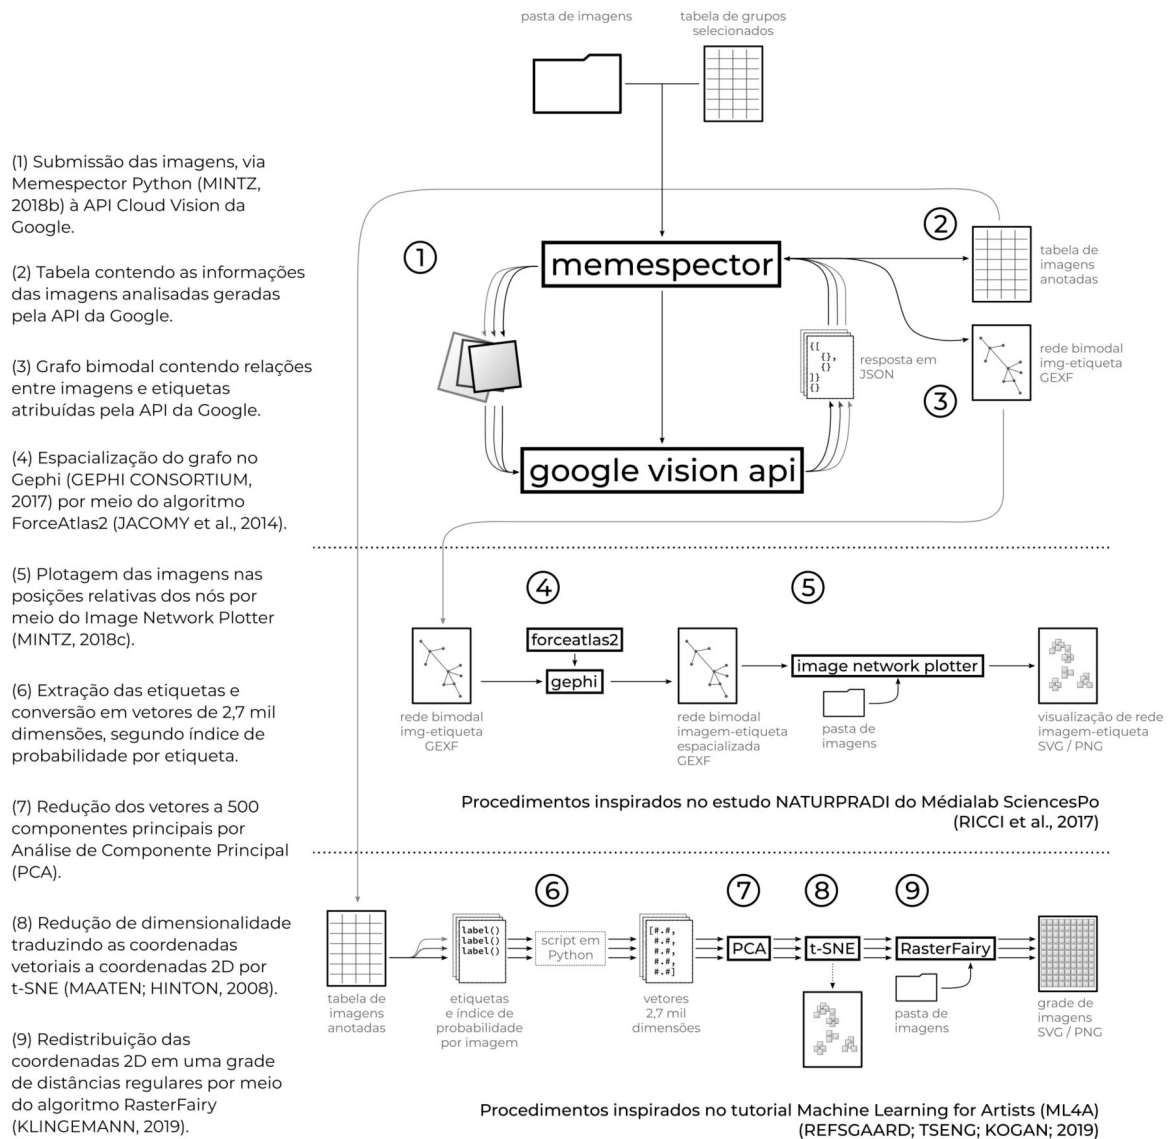 pasta de imagens
tabela de grupos
selecionados
(1) Submissão das imagens, via
Memespector Python (MINTZ,
2018b) à API Cloud Vision da
Google.
(2) Tabela contendo as informações
das imagens analisadas geradas
pela API da Google.
(3) Grafo bimodal contendo relações
entre imagens e etiquetas
atribuídas pela API da Google.
(4) Espacialização do grafo no
Gephi (GEPHI CONSORTIUM,
2017) por meio do algoritmo
ForceAtlas2 (JACOMY et al., 2014).
(5) Plotagem das imagens nas
posições relativas dos nós por
meio do Image Network Plotter
(MINTZ, 2018c).
(6) Extração das etiquetas e
conversão em vetores de 2,7 mil
dimensões, segundo índice de
probabilidade por etiqueta.
(7) Redução dos vetores a 500
componentes principais por
Análise de Componente Principal
(PCA).
(8) Redução de dimensionalidade
traduzindo as coordenadas
vetoriais a coordenadas 2D por
t-SNE (MAATEN; HINTON, 2008).
(9) Redistribuição das
coordenadas 2D em uma grade
de distâncias regulares por meio
do algoritmo RasterFairy
(KLINGEMANN, 2019).
1
memespector
2
tabela de
imagens
anotadas
{[
{},
{}
]}
{}
resposta em
JSON
rede bimodal
img-etiqueta
GEXF
3
google vision api
4
5
forceatlas2
gephi
image network plotter
rede bimodal
img-etiqueta
GEXF
rede bimodal
imagem-etiqueta
espacializada
GEXF
pasta de
imagens
visualização de rede
imagem-etiqueta
SVG / PNG
Procedimentos inspirados no estudo NATURPRADI do Médialab SciencesPo
(RICCI et al., 2017)
6
7
8
9
label()
label()
label()
script em
Python
[#.#,
#.#,
#.#,
#.#,
#.#]
PCA
t-SNE
RasterFairy
tabela de
imagens
anotadas
etiquetas
e índice de
probabilidade
por imagem
vetores
2,7 mil
dimensões
pasta de
imagens
grade de
imagens
SVG / PNG
Procedimentos inspirados no tutorial Machine Learning for Artists (ML4A)
(REFSGAARD; TSENG; KOGAN; 2019)